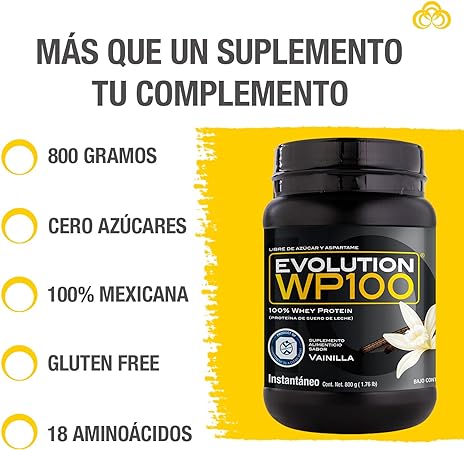 MÁS QUE UN SUPLEMENTO
TU COMPLEMENTO
800 GRAMOS
CERO AZÚCARES
100% MEXICANA
GLUTEN FREE
18 AMINOÁCIDOS
LIBRE DE AZÚCAR Y ASPARTAME
EVOLUTION®
WP100
100% Whey Protein
(PROTEÍNA DE SUERO DE LECHE)
SUPLEMENTO
ALIMENTICIO
SABOR
VAINILLA
Instantáneo Cont. Net. 800 g (1.76 lb)
BAJO CON